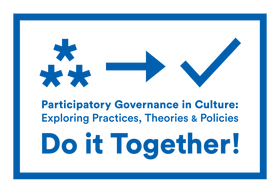 Participatory Governance in Culture:
Exploring Practices, Theories & Policies
Do it Together!